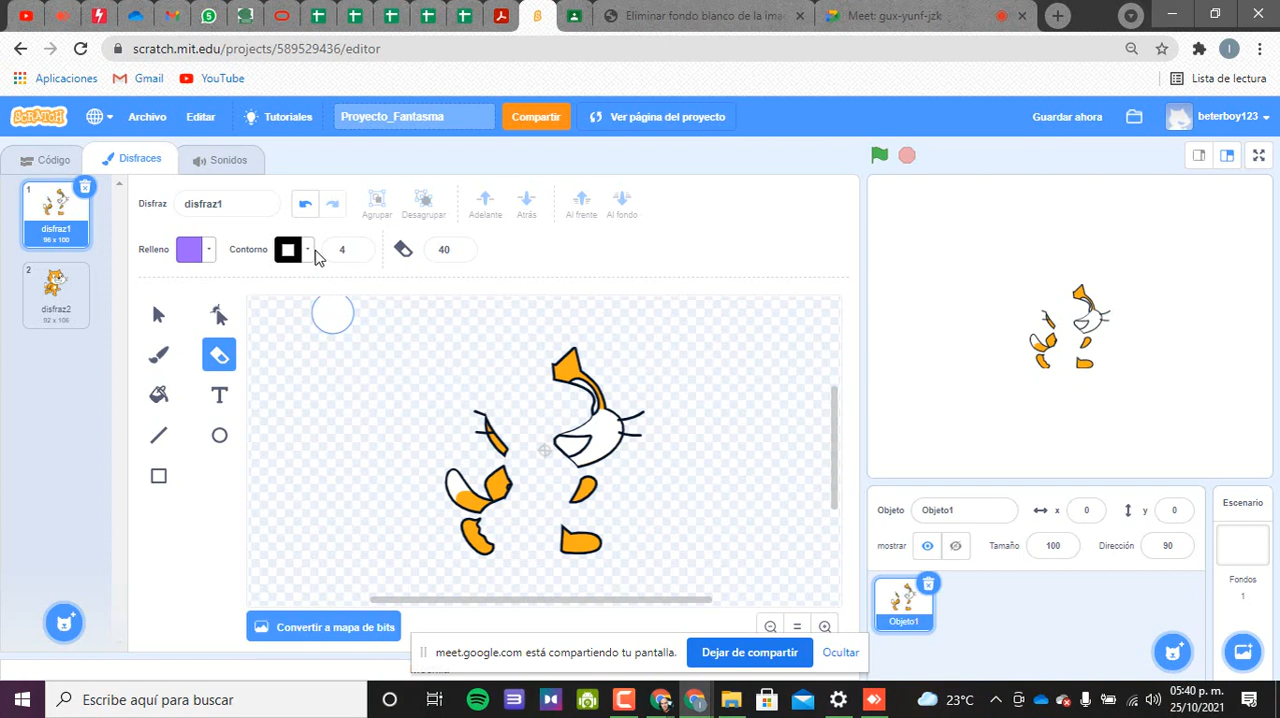 Eliminar fondo blanco de la ima
Meet: gux-yunf-jzk
scratch.mit.edu/projects/589529436/editor
Aplicaciones
Gmail
YouTube
Lista de lectura
SCRATCH
Archivo
Editar
Tutoriales
Proyecto_Fantasma
Compartir
Ver página del proyecto
Guardar ahora
beterboy123
Código
Disfraces
Sonidos
1
disfraz1
96 x 100
2
disfraz2
92 x 106
Disfraz
disfraz1
Agrupar
Desagrupar
Adelante
Atrás
Al frente
Al fondo
Relleno
Contorno
4
40
T
Convertir a mapa de bits
Objeto
Objeto1
x
0
y
0
mostrar
Tamaño
100
Dirección
90
Objeto1
Escenario
Fondos
1
meet.google.com está compartiendo tu pantalla.
Dejar de compartir
Ocultar
Escribe aquí para buscar
23°C
05:40 p. m.
25/10/2021